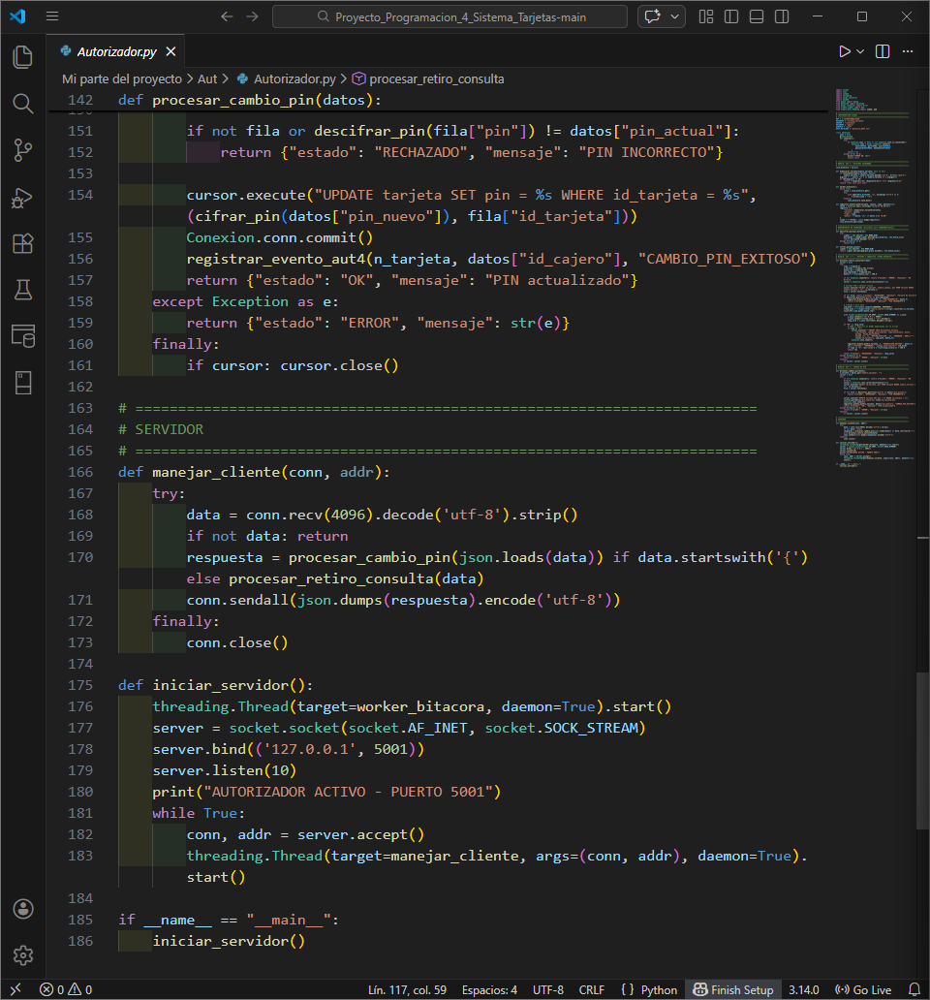 Proyecto_Programacion_4_Sistema_Tarjetas-main
Autorizador.py
Mi parte del proyecto > Aut > Autorizador.py > procesar_retiro_consulta
142 def procesar_cambio_pin(datos):
151 if not fila or descifrar_pin(fila["pin"]) != datos["pin_actual"]:
152 return {"estado": "RECHAZADO", "mensaje": "PIN INCORRECTO"}
153
154 cursor.execute("UPDATE tarjeta SET pin = %s WHERE id_tarjeta = %s",
(cifrar_pin(datos["pin_nuevo"]), fila["id_tarjeta"]))
155 Conexion.conn.commit()
156 registrar_evento_aut4(n_tarjeta, datos["id_cajero"], "CAMBIO_PIN_EXITOSO")
157 return {"estado": "OK", "mensaje": "PIN actualizado"}
158 except Exception as e:
159 return {"estado": "ERROR", "mensaje": str(e)}
160 finally:
161 if cursor: cursor.close()
162
163 # =========================================================================
164 # SERVIDOR
165 # =========================================================================
166 def manejar_cliente(conn, addr):
167 try:
168 data = conn.recv(4096).decode('utf-8').strip()
169 if not data: return
170 respuesta = procesar_cambio_pin(json.loads(data)) if data.startswith('{')
else procesar_retiro_consulta(data)
171 conn.sendall(json.dumps(respuesta).encode('utf-8'))
172 finally:
173 conn.close()
174
175 def iniciar_servidor():
176 threading.Thread(target=worker_bitacora, daemon=True).start()
177 server = socket.socket(socket.AF_INET, socket.SOCK_STREAM)
178 server.bind(('127.0.0.1', 5001))
179 server.listen(10)
180 print("AUTORIZADOR ACTIVO - PUERTO 5001")
181 while True:
182 conn, addr = server.accept()
183 threading.Thread(target=manejar_cliente, args=(conn, addr), daemon=True).
start()
184
185 if __name__ == "__main__":
186 iniciar_servidor()
0 0 Lín. 117, col. 59 Espacios: 4 UTF-8 CRLF { } Python Finish Setup 3.14.0 Go Live